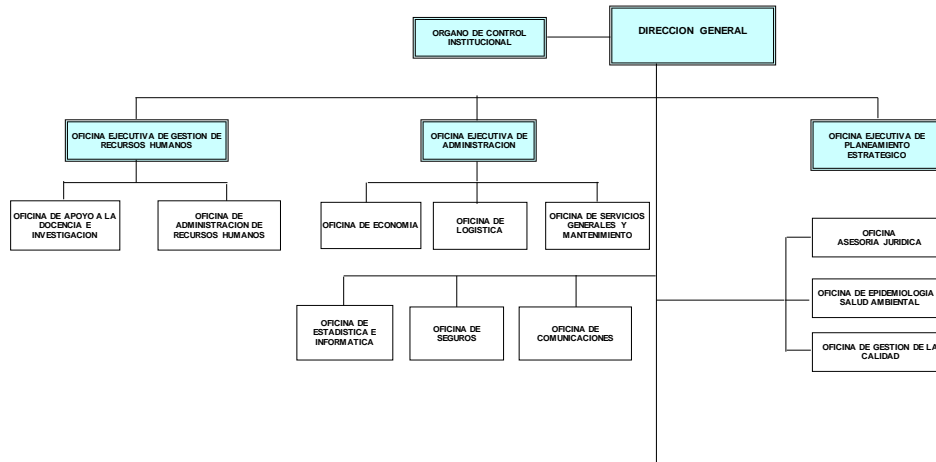 ORGANO DE CONTROL
INSTITUCIONAL
DIRECCION GENERAL
OFICINA EJECUTIVA DE GESTION DE
RECURSOS HUMANOS
OFICINA EJECUTIVA DE
ADMINISTRACION
OFICINA EJECUTIVA DE
PLANEAMIENTO
ESTRATEGICO
OFICINA DE APOYO A LA
DOCENCIA E
INVESTIGACION
OFICINA DE
ADMINISTRACION DE
RECURSOS HUMANOS
OFICINA DE ECONOMIA
OFICINA DE
LOGISTICA
OFICINA DE SERVICIOS
GENERALES Y
MANTENIMIENTO
OFICINA
ASESORIA JURIDICA
OFICINA DE EPIDEMIOLOGIA
SALUD AMBIENTAL
OFICINA DE GESTION DE LA
CALIDAD
OFICINA DE
ESTADISTICA E
INFORMATICA
OFICINA DE
SEGUROS
OFICINA DE
COMUNICACIONES